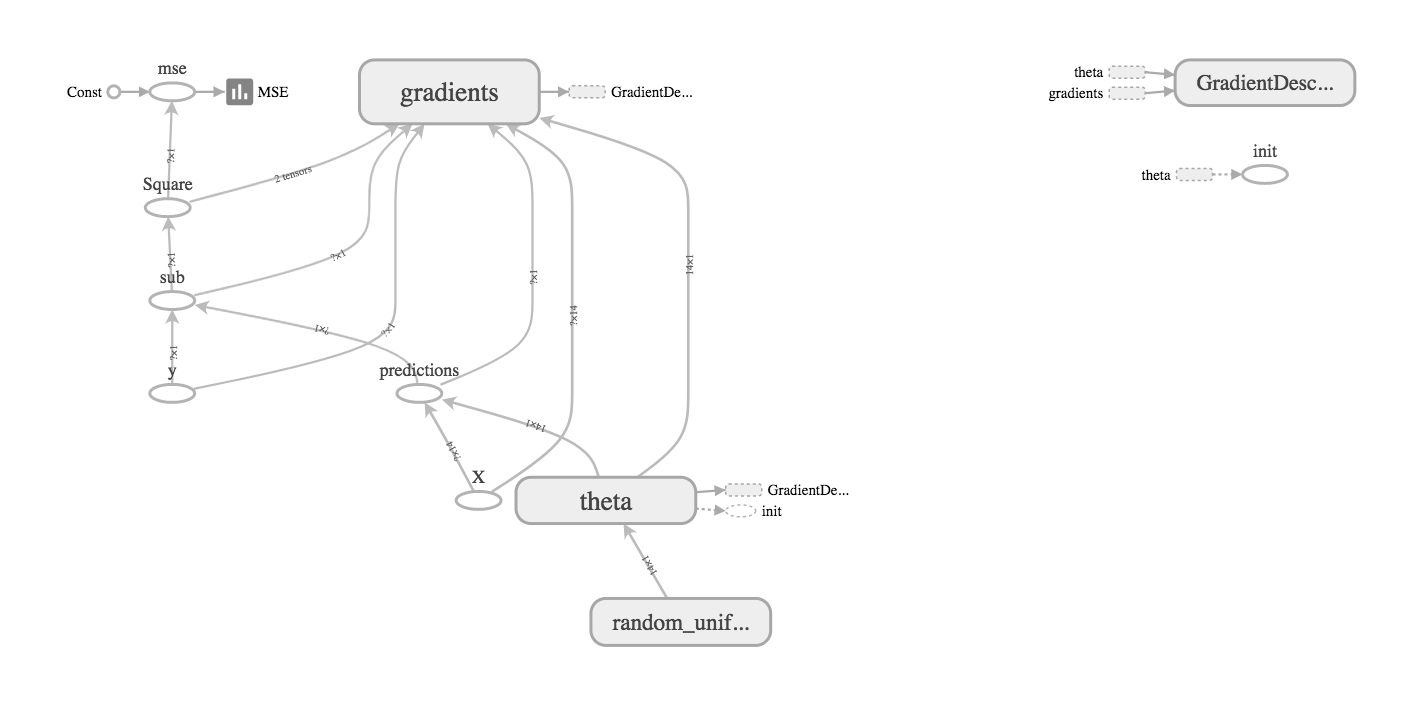 mse
Const
MSE
gradients
GradientDe...
theta
gradients
GradientDesc...
init
theta
?x1
2 tensors
Square
?x1
sub
?x1
?x1
?x1
14x1
?x14
?x1
?x1
y
predictions
14x1
?x14
X
theta
GradientDe...
init
14x1
random_unif...